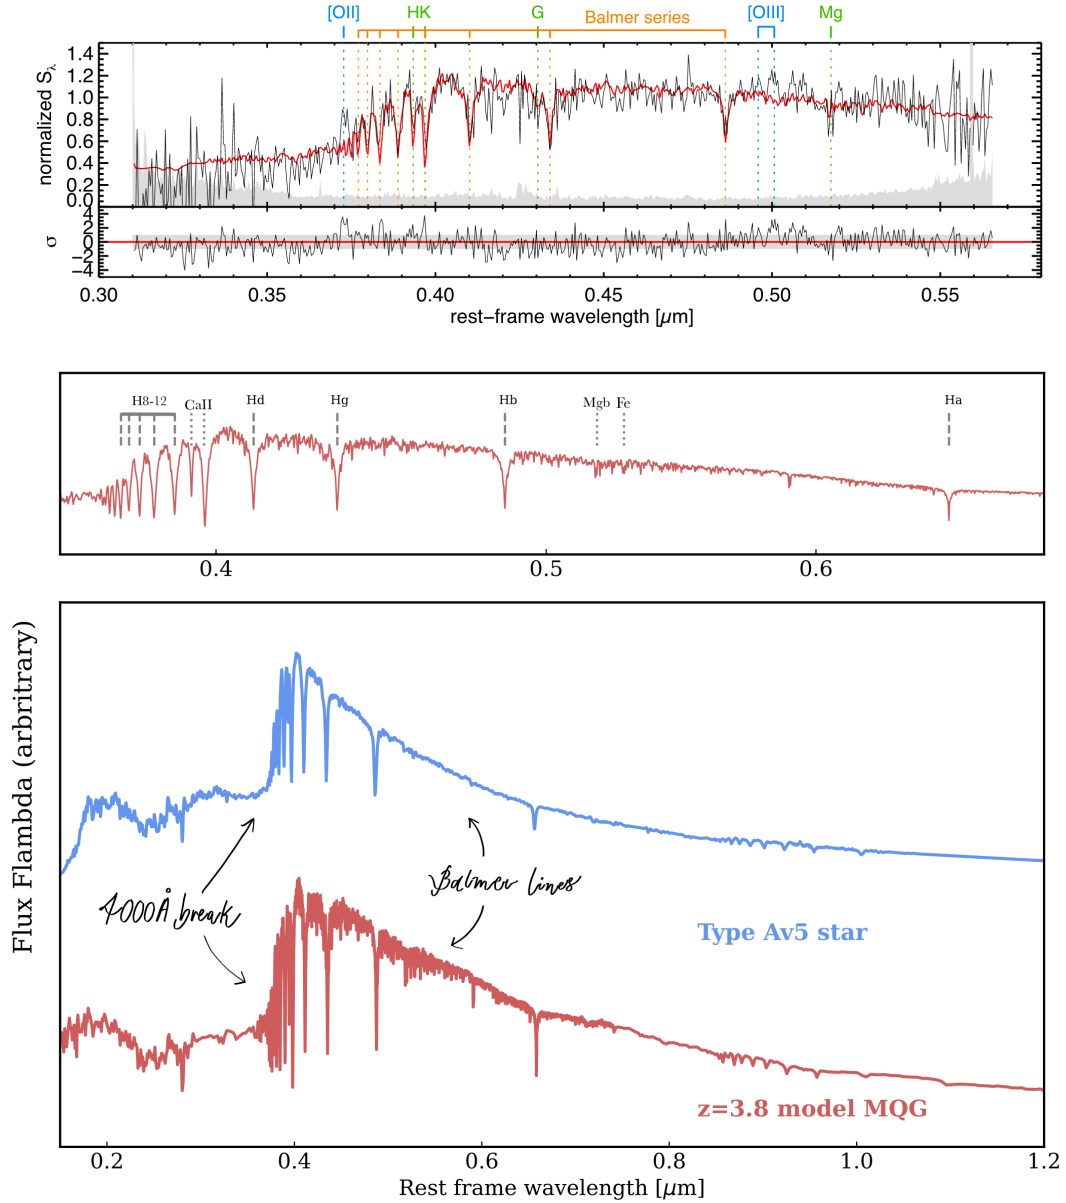 [OII] HK G Balmer series [OIII] Mg
normalized Sλ
1.4
1.2
1.0
0.8
0.6
0.4
0.2
0.0
σ
4
2
0
−2
−4
0.30 0.35 0.40 0.45 0.50 0.55
rest−frame wavelength [μm]
H8-12 CaII Hd Hg Hb Mgb Fe Ha
0.4 0.5 0.6
Flux Flambda (arbritrary)
4000Å break
Balmer lines
Type Av5 star
z=3.8 model MQG
0.2 0.4 0.6 0.8 1.0 1.2
Rest frame wavelength [μm]